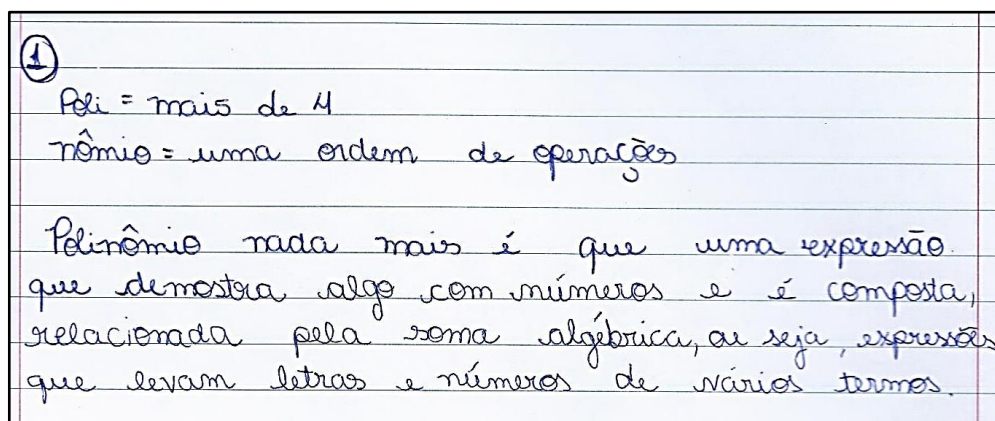 1
Poli = mais de 4
nômio = uma ordem de operações
Polinômio nada mais é que uma expressão
que demostra algo com números e é composta,
relacionada pela soma algébrica, ou seja, expressões
que levam letras e números de vários termos.